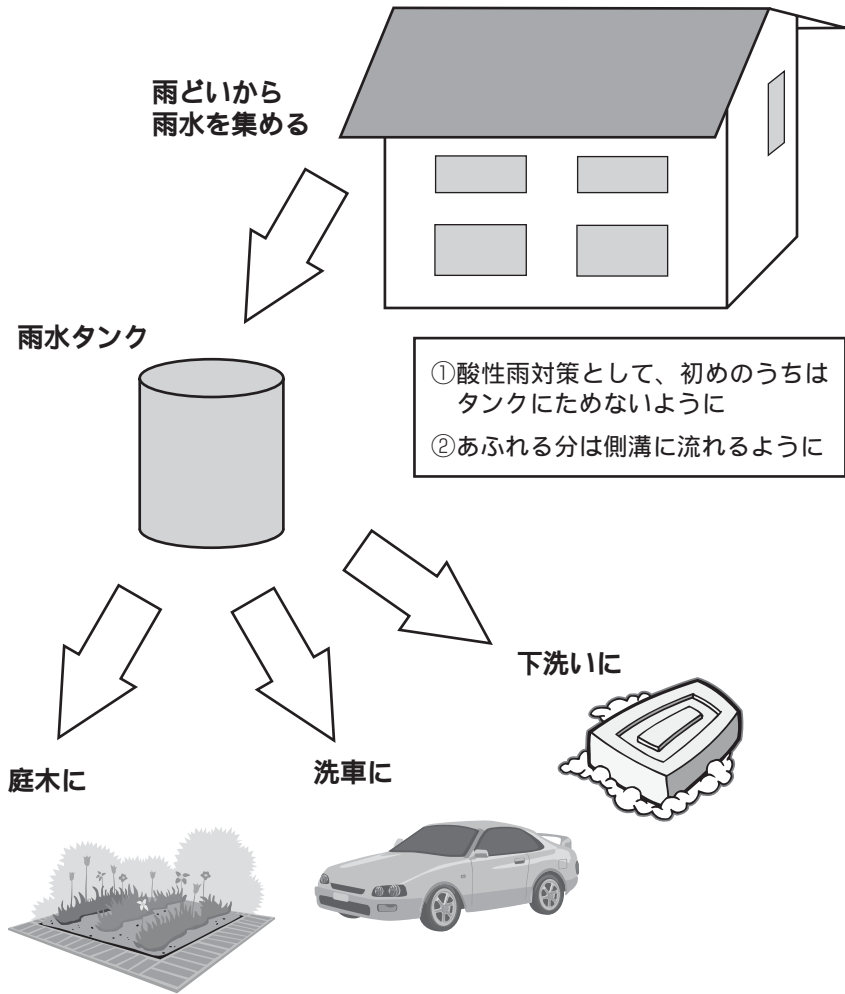 雨どいから
雨水を集める
雨水タンク
①酸性雨対策として、初めのうちは
タンクにためないように
②あふれる分は側溝に流れるように
下洗いに
洗車に
庭木に